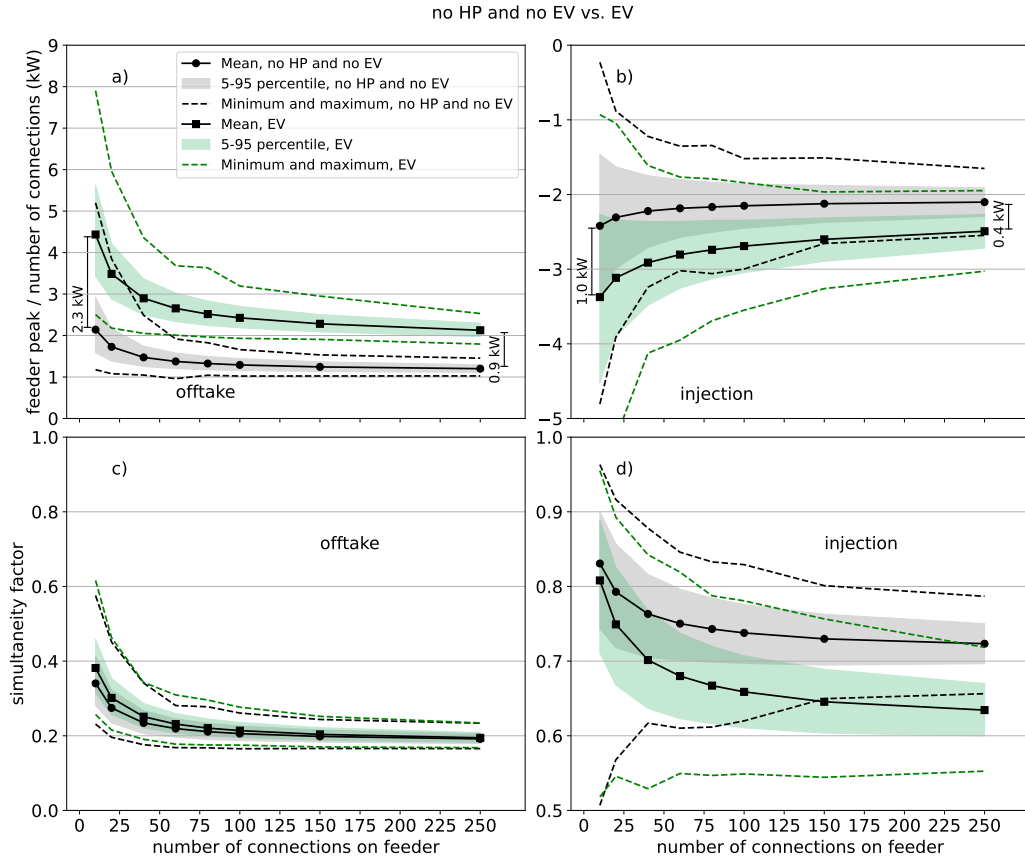 no HP and no EV vs. EV
feeder peak / number of connections (kW)
9
8
7
6
5
4
3
2
1
0
a)
Mean, no HP and no EV
5-95 percentile, no HP and no EV
Minimum and maximum, no HP and no EV
Mean, EV
5-95 percentile, EV
Minimum and maximum, EV
2.3 kW
0.9 kW
offtake
0
−1
−2
−3
−4
−5
b)
1.0 kW
0.4 kW
injection
simultaneity factor
1.0
0.8
0.6
0.4
0.2
0.0
c)
offtake
0 25 50 75 100 125 150 175 200 225 250
number of connections on feeder
1.0
0.9
0.8
0.7
0.6
0.5
d)
injection
0 25 50 75 100 125 150 175 200 225 250
number of connections on feeder